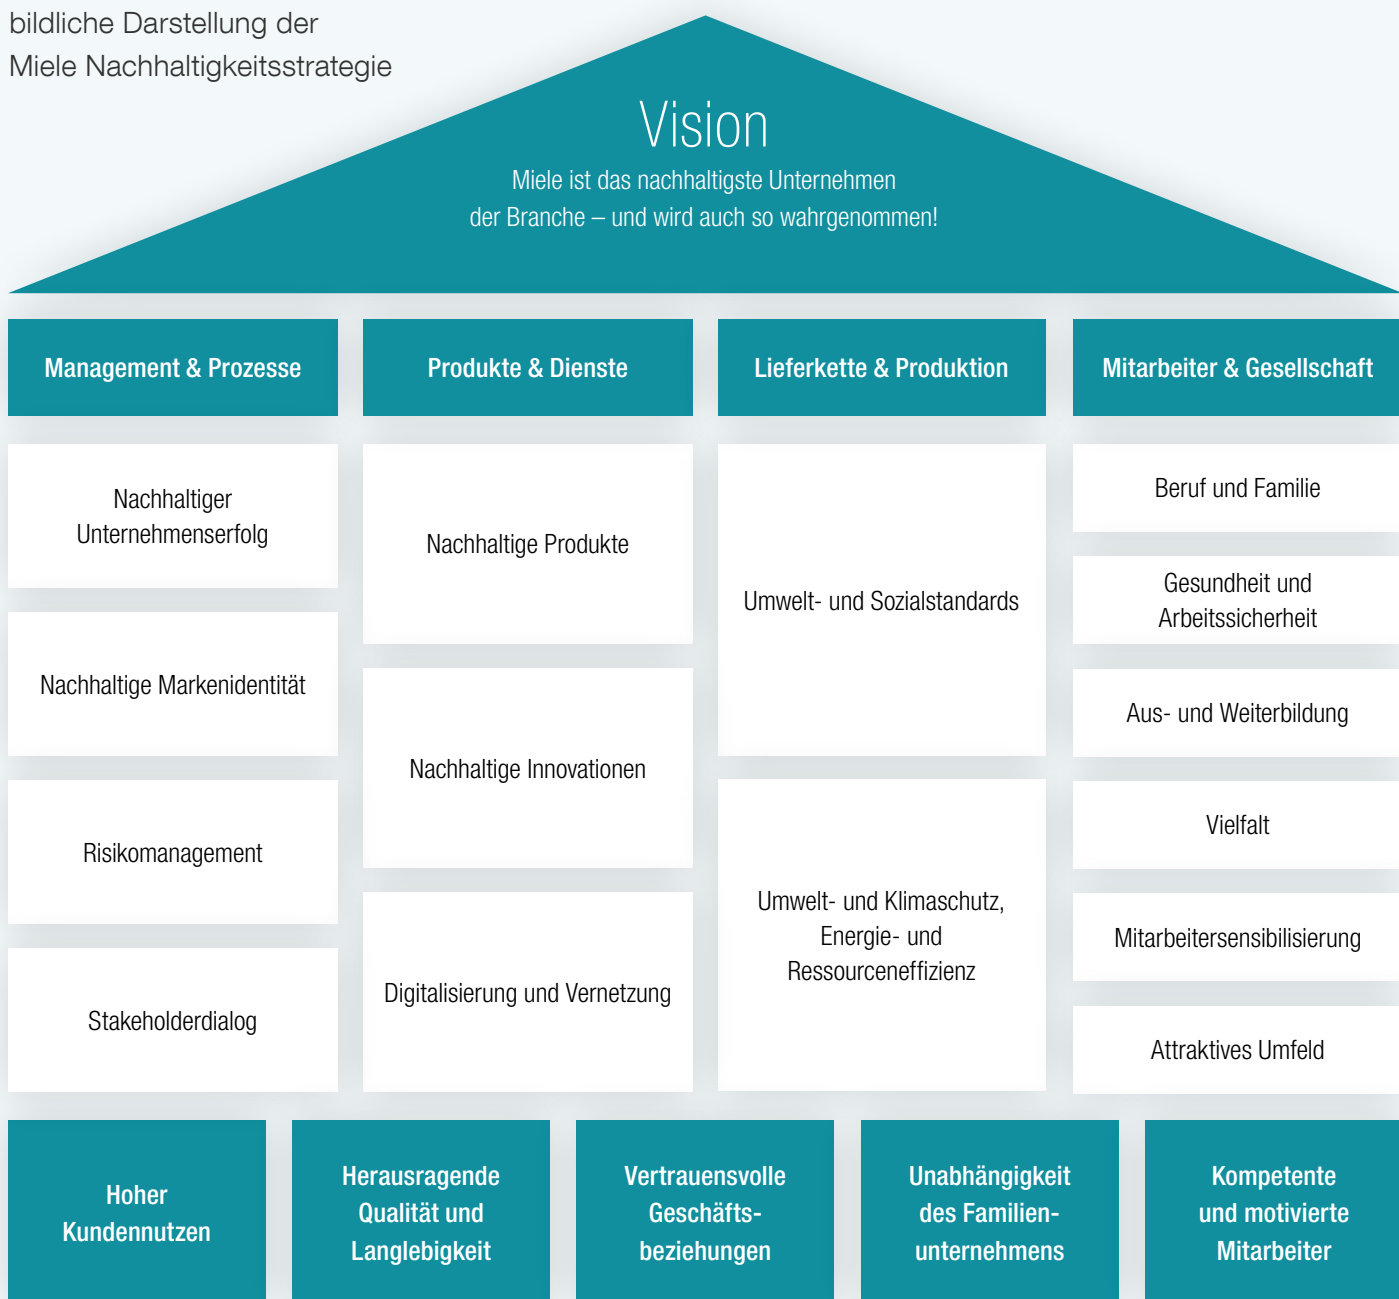 bildliche Darstellung der
Miele Nachhaltigkeitsstrategie
Vision
Miele ist das nachhaltigste Unternehmen
der Branche – und wird auch so wahrgenommen!
Management & Prozesse
Produkte & Dienste
Lieferkette & Produktion
Mitarbeiter & Gesellschaft
Nachhaltiger
Unternehmenserfolg
Nachhaltige Markenidentität
Risikomanagement
Stakeholderdialog
Nachhaltige Produkte
Nachhaltige Innovationen
Digitalisierung und Vernetzung
Umwelt- und Sozialstandards
Umwelt- und Klimaschutz,
Energie- und
Ressourceneffizienz
Beruf und Familie
Gesundheit und
Arbeitssicherheit
Aus- und Weiterbildung
Vielfalt
Mitarbeitersensibilisierung
Attraktives Umfeld
Hoher
Kundennutzen
Herausragende
Qualität und
Langlebigkeit
Vertrauensvolle
Geschäfts-
beziehungen
Unabhängigkeit
des Familien-
unternehmens
Kompetente
und motivierte
Mitarbeiter